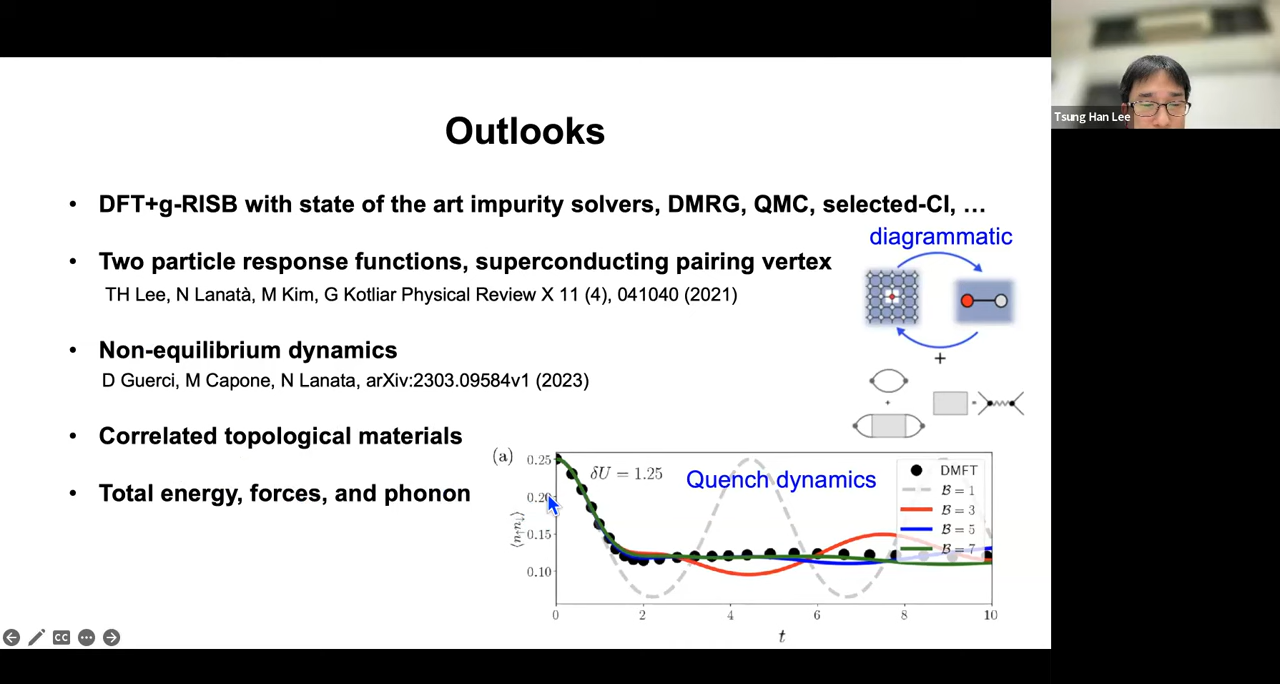 Outlooks
• DFT+g-RISB with state of the art impurity solvers, DMRG, QMC, selected-CI, …
diagrammatic
• Two particle response functions, superconducting pairing vertex
TH Lee, N Lanatà, M Kim, G Kotliar Physical Review X 11 (4), 041040 (2021)
• Non-equilibrium dynamics
D Guerci, M Capone, N Lanata, arXiv:2303.09584v1 (2023)
+
+
=
• Correlated topological materials
• Total energy, forces, and phonon
(a)
δU = 1.25
Quench dynamics
DMFT
B = 1
B = 3
B = 5
B = 7
0.25
0.20
0.15
0.10
⟨n↑n↓⟩
0 2 4 6 8 10
t
CC
Tsung Han Lee